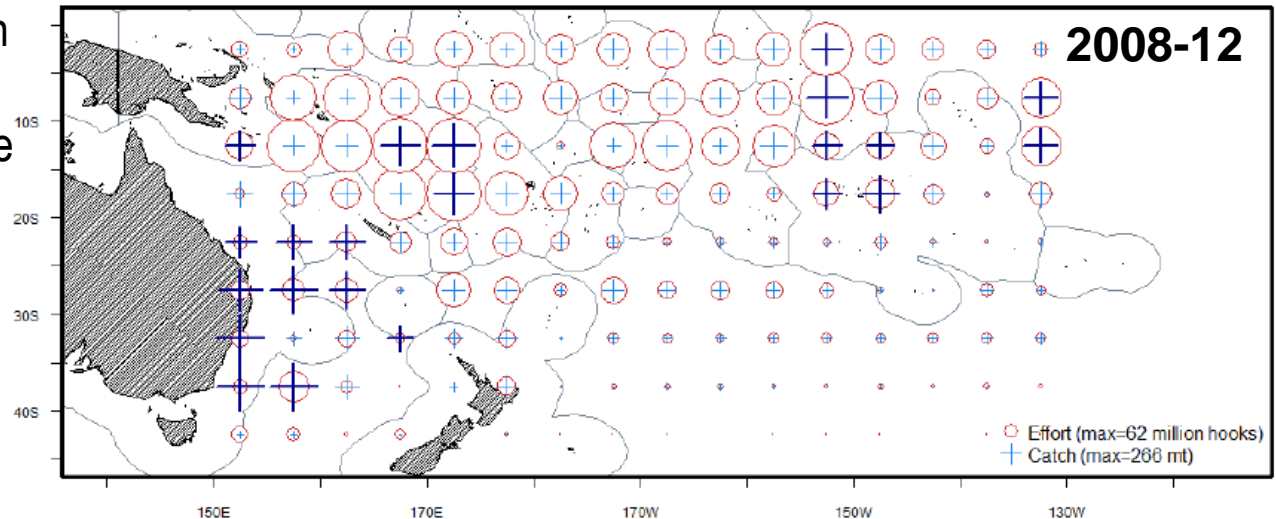 n
2008-12
10S
e
20S
30S
40S
Effort (max=62 million hooks)
Catch (max=266 mt)
150E 170E 170W 150W 130W